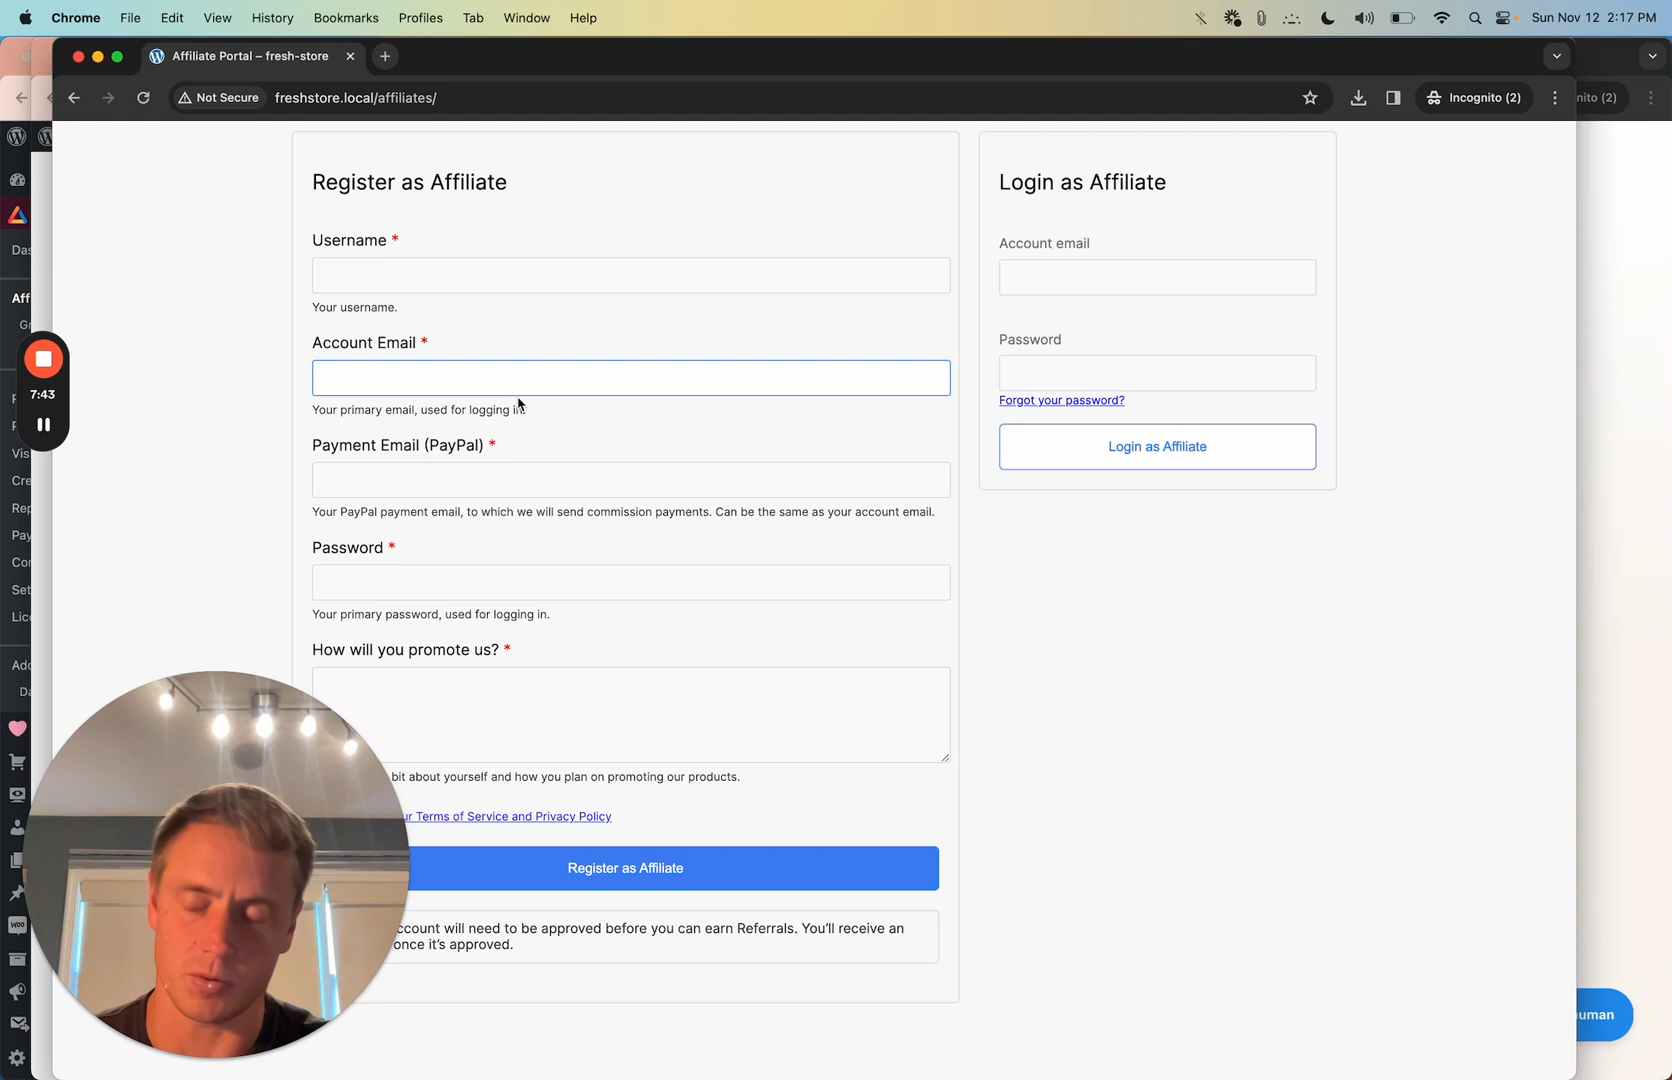 Chrome File Edit View History Bookmarks Profiles Tab Window Help
Sun Nov 12 2:17 PM
Affiliate Portal – fresh-store
Not Secure freshstore.local/affiliates/
Incognito (2)
nito (2)
Register as Affiliate
Username *
Your username.
Account Email *
Your primary email, used for logging in.
Payment Email (PayPal) *
Your PayPal payment email, to which we will send commission payments. Can be the same as your account email.
Password *
Your primary password, used for logging in.
How will you promote us? *
bit about yourself and how you plan on promoting our products.
ur Terms of Service and Privacy Policy
Register as Affiliate
ccount will need to be approved before you can earn Referrals. You'll receive an
once it's approved.
Login as Affiliate
Account email
Password
Forgot your password?
Login as Affiliate
7:43
Das
Aff
Gr
Vis
Cre
Rep
Pay
Con
Set
Lic
Add
Da
woo
uman